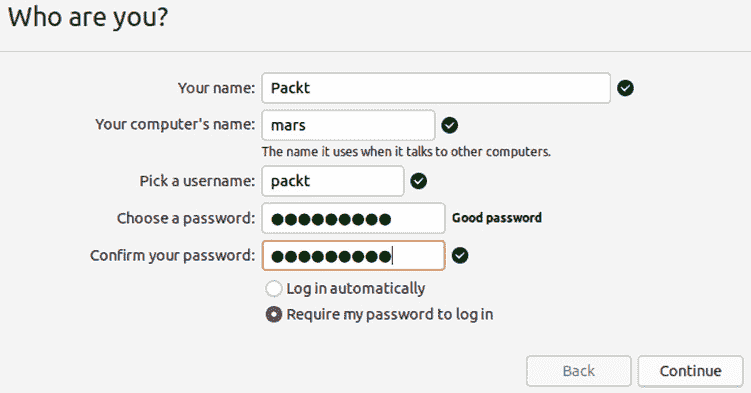 Who are you?
Your name: Packt
Your computer's name: mars
The name it uses when it talks to other computers.
Pick a username: packt
Choose a password: ●●●●●●●●● Good password
Confirm your password: ●●●●●●●●●
Log in automatically
Require my password to log in
Back Continue